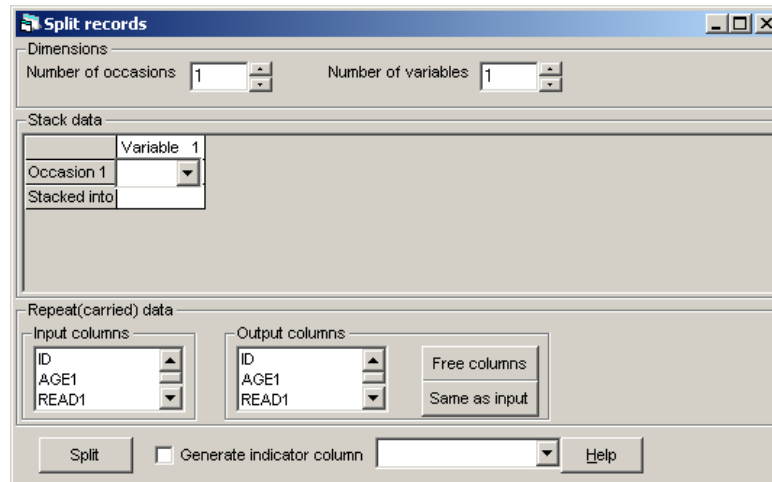 Split records
Dimensions
Number of occasions 1 Number of variables 1
Stack data
Variable 1
Occasion 1
Stacked into
Repeat(carried) data
Input columns Output columns
ID ID
AGE1 AGE1 Free columns
READ1 READ1 Same as input
Split Generate indicator column Help